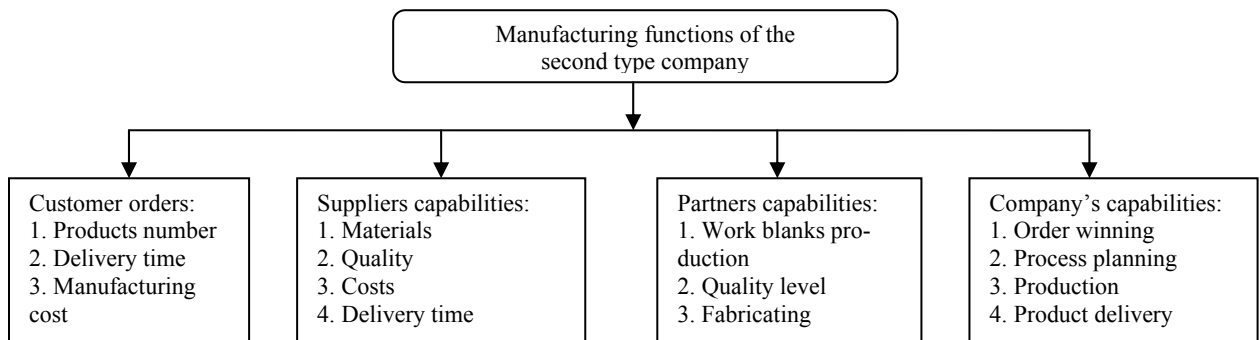 Manufacturing functions of the
second type company
Customer orders:
1. Products number
2. Delivery time
3. Manufacturing
cost
Suppliers capabilities:
1. Materials
2. Quality
3. Costs
4. Delivery time
Partners capabilities:
1. Work blanks pro-
duction
2. Quality level
3. Fabricating
Company’s capabilities:
1. Order winning
2. Process planning
3. Production
4. Product delivery